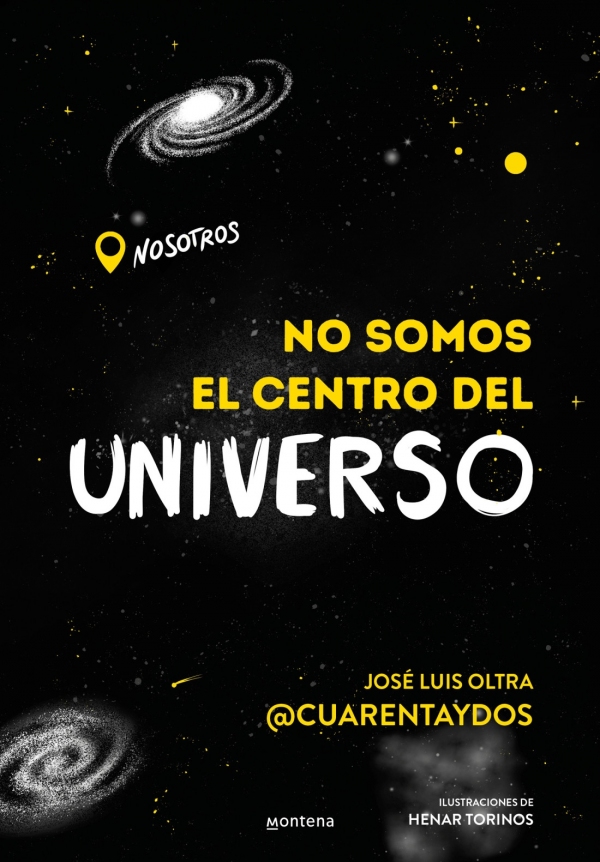 NOSOTROS
NO SOMOS
EL CENTRO DEL
UNIVERSO
JOSÉ LUIS OLTRA
@CUARENTAYDOS
ILUSTRACIONES DE
HENAR TORINOS
montena